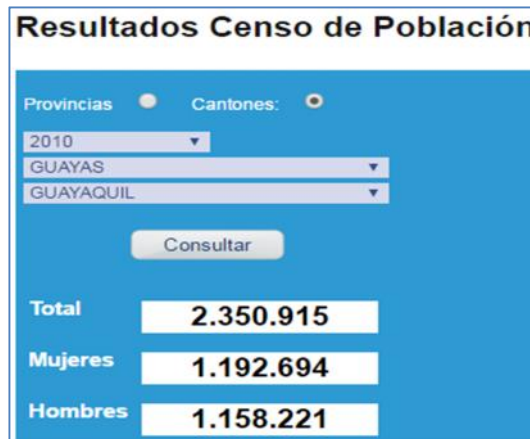 Resultados Censo de Población
Provincias Cantones:
2010
GUAYAS
GUAYAQUIL
Consultar
Total 2.350.915
Mujeres 1.192.694
Hombres 1.158.221